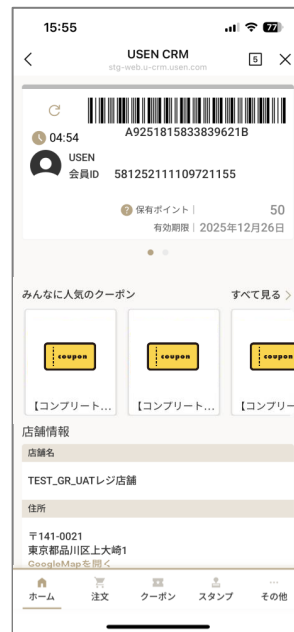 15:55
77
USEN CRM
stg-web.u-crm.usen.com
5
A9251815833839621B
04:54
USEN
会員ID 581252111109721155
? 保有ポイント | 50
有効期限 | 2025年12月26日
みんなに人気のクーポン すべて見る >
coupon coupon coupon
【コンプリート... 【コンプリート... 【コンプリー
店舗情報
店舗名
TEST_GR_UATレジ店舗
住所
〒141-0021
東京都品川区上大崎1
GoogleMapを開く
ホーム 注文 クーポン スタンプ その他